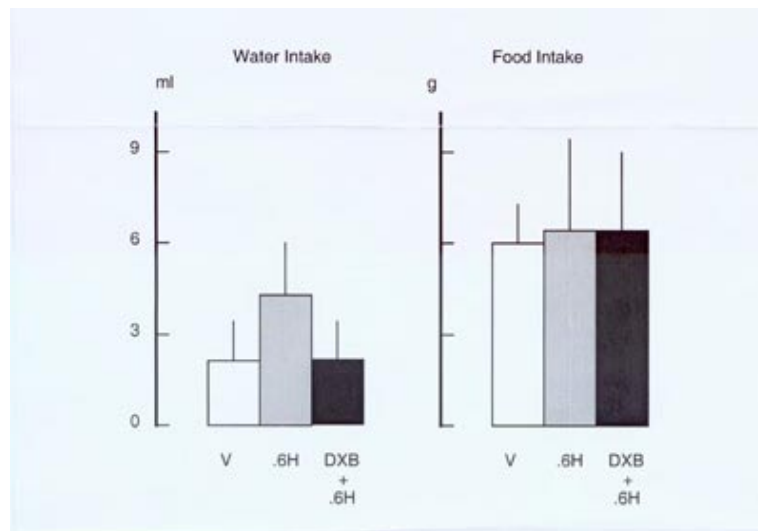 Water Intake
Food Intake
ml
g
9
6
3
0
V .6H DXB + .6H
V .6H DXB + .6H